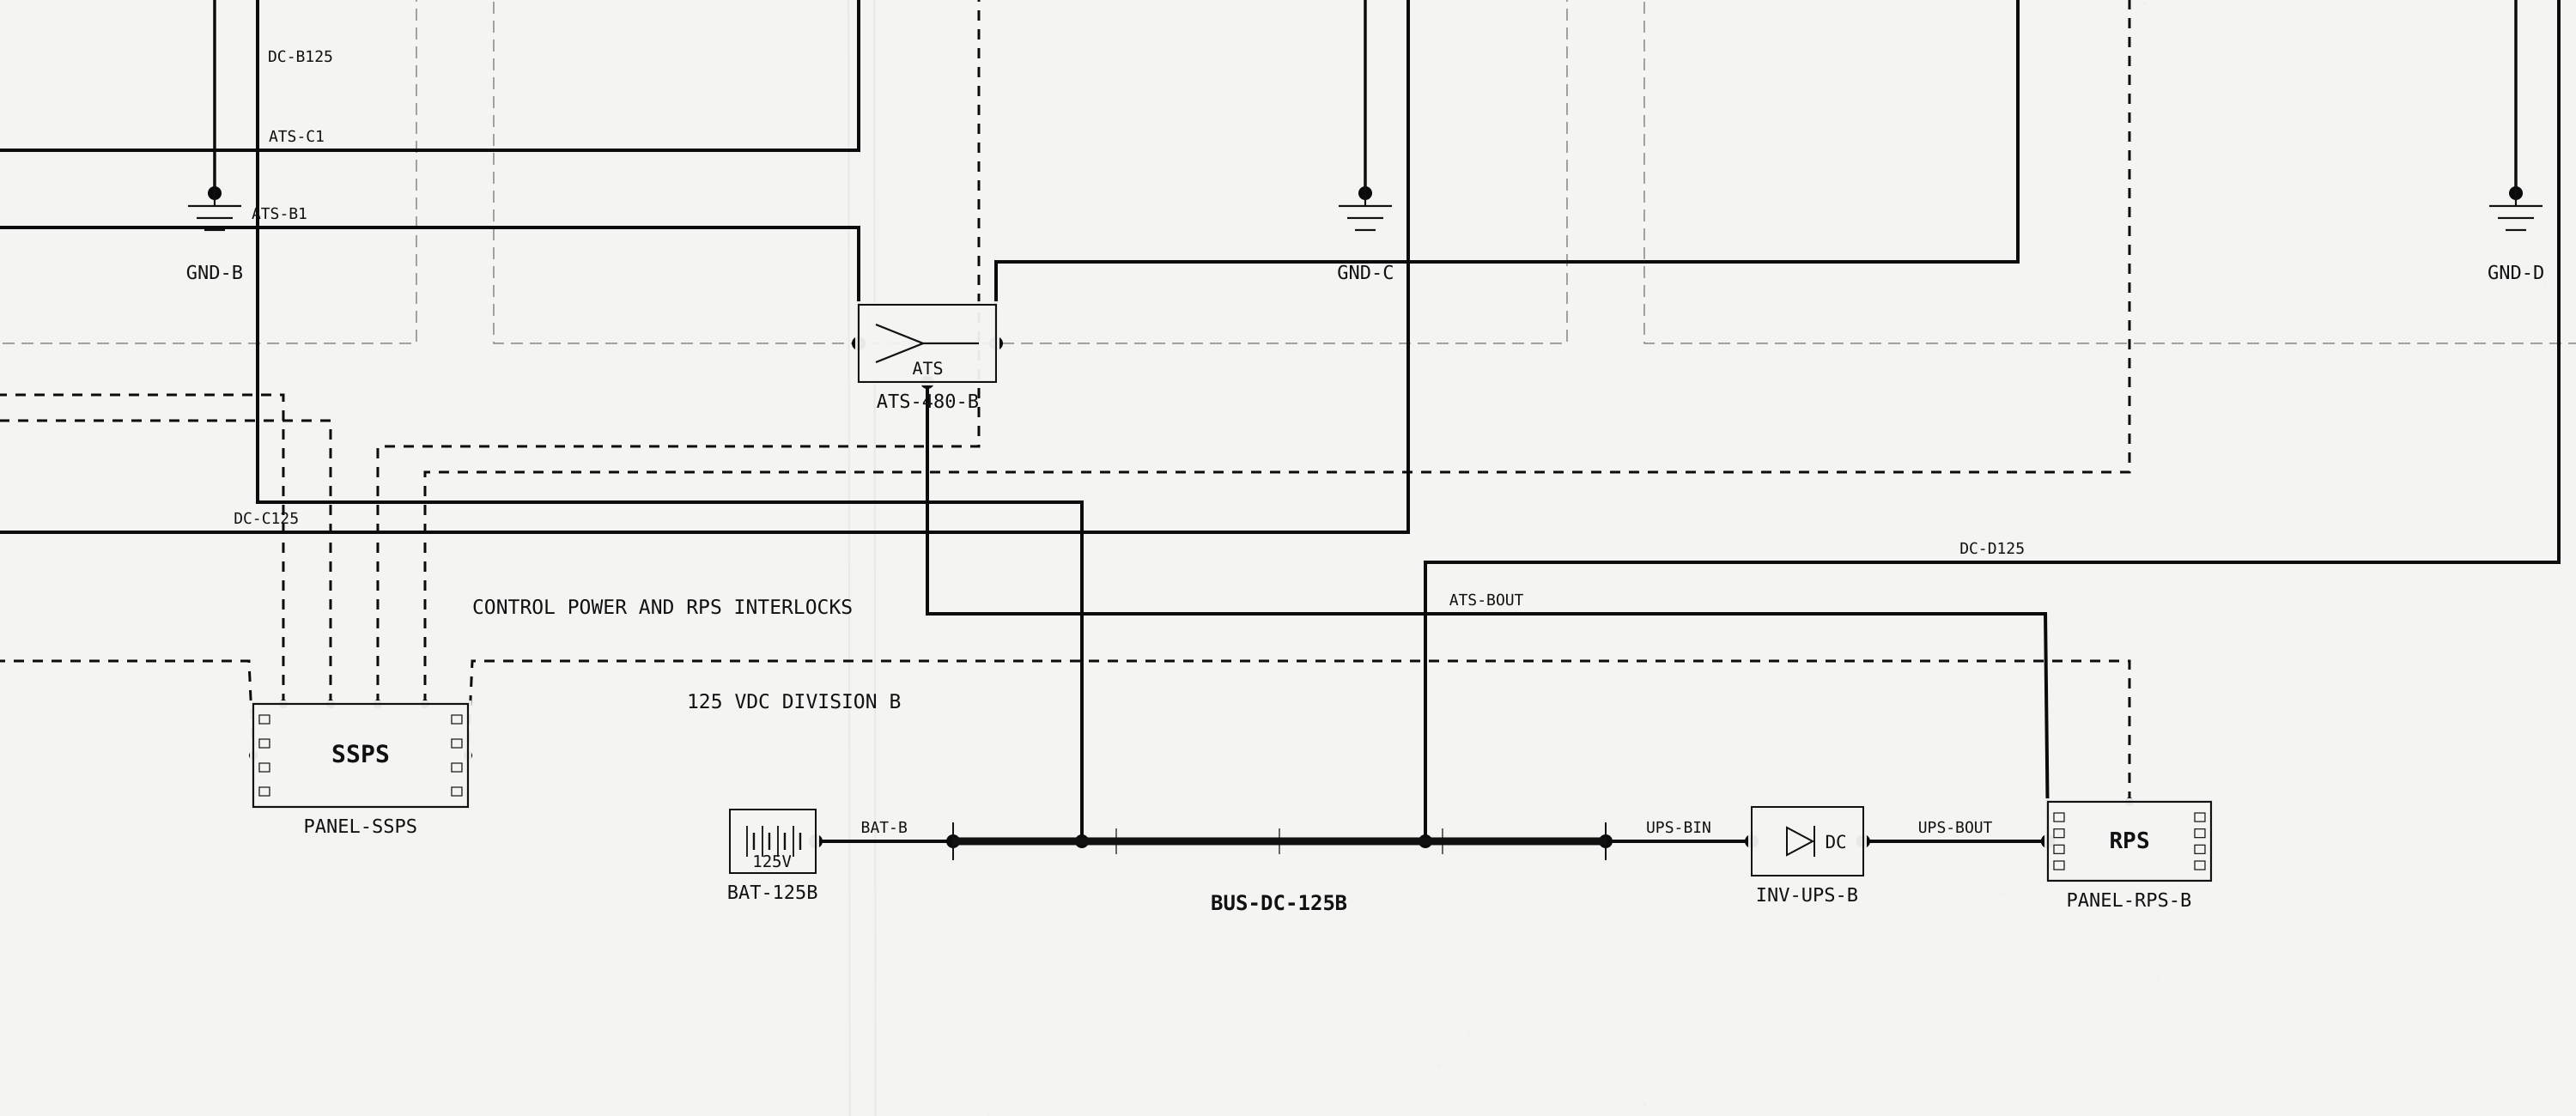 DC-B125
ATS-C1
ATS-B1
GND-B
GND-C
GND-D
ATS
ATS-480-B
DC-C125
DC-D125
CONTROL POWER AND RPS INTERLOCKS
ATS-BOUT
125 VDC DIVISION B
SSPS
PANEL-SSPS
125V
BAT-125B
BAT-B
BUS-DC-125B
UPS-BIN
DC
INV-UPS-B
UPS-BOUT
RPS
PANEL-RPS-B